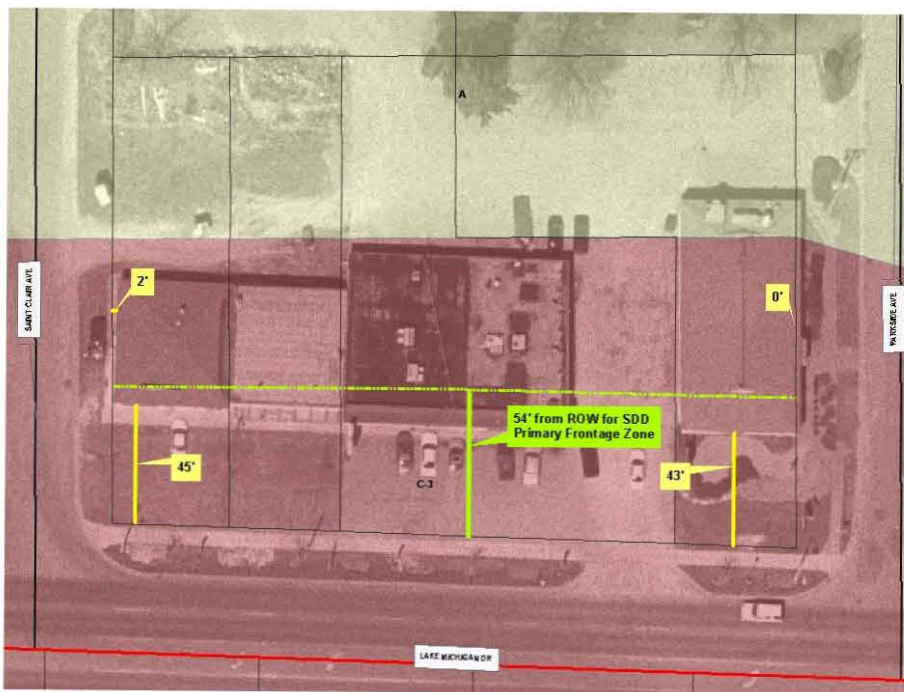 A
SAINT CLAIR AVE
2'
0'
PARKSIDE AVE
54' from ROW for SDD
Primary Frontage Zone
45'
C-3
43'
LAKE MICHIGAN DR